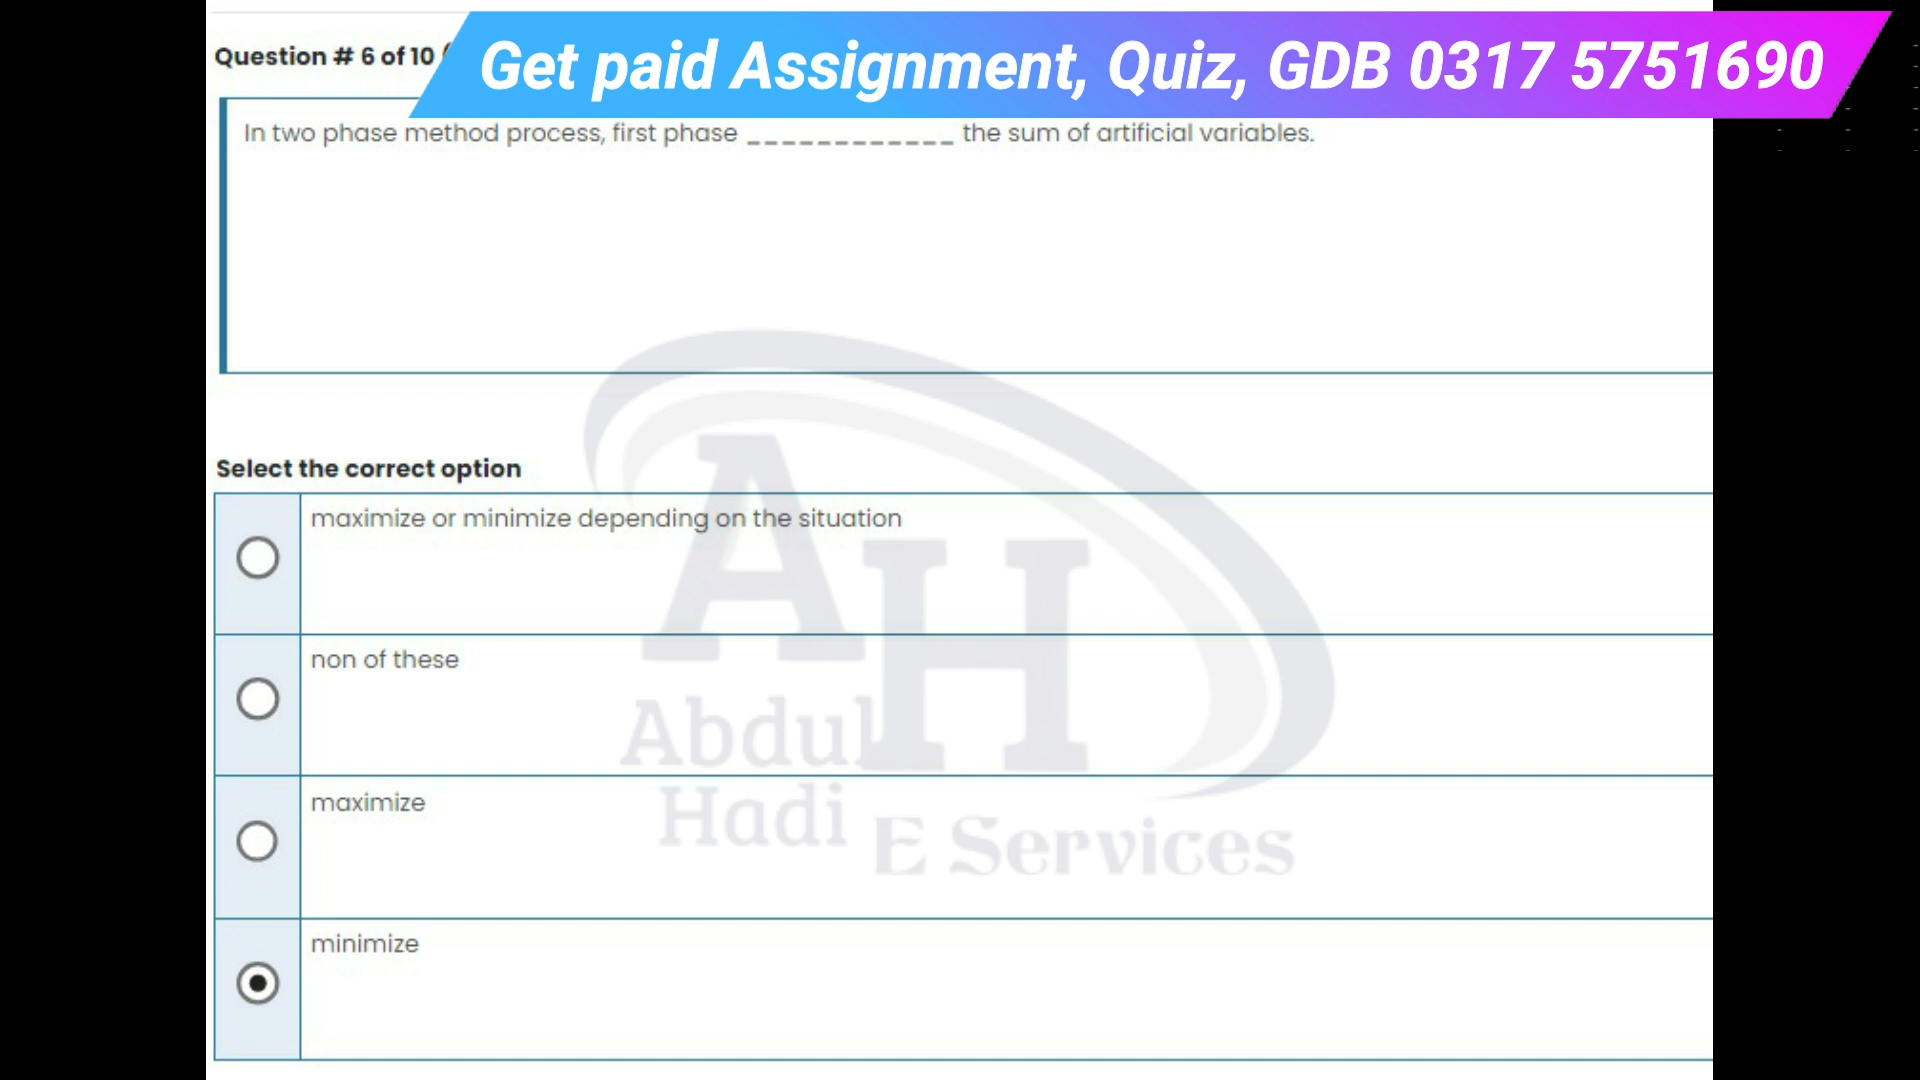 Question # 6 of 10 (
Get paid Assignment, Quiz, GDB 0317 5751690
In two phase method process, first phase ____________ the sum of artificial variables.
Select the correct option
maximize or minimize depending on the situation
non of these
maximize
minimize
AH
Abdul
Hadi E Services